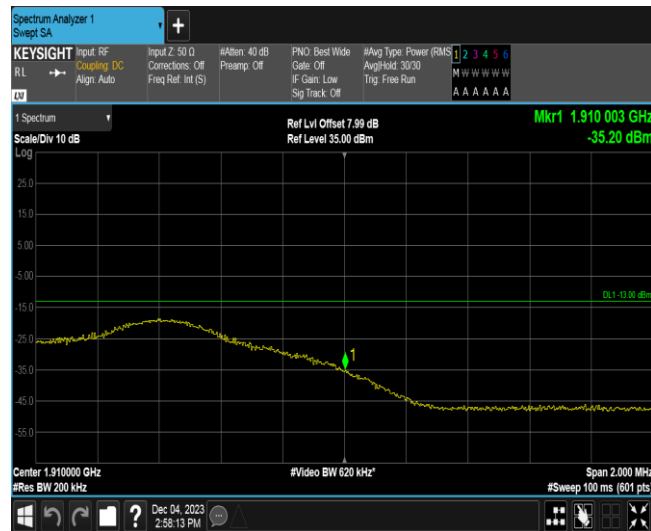 Spectrum Analyzer 1
Swept SA
+
KEYSIGHT
RL
LXI
Input: RF
Coupling: DC
Align: Auto
Input Z: 50 Ω
Corrections: Off
Freq Ref: Int (S)
#Atten: 40 dB
Preamp: Off
PNO: Best Wide
Gate: Off
IF Gain: Low
Sig Track: Off
#Avg Type: Power (RMS
Avg|Hold: 30/30
Trig: Free Run
1 2 3 4 5 6
M W W W W W
A A A A A A
1 Spectrum
Scale/Div 10 dB
Log
Ref Lvl Offset 7.99 dB
Ref Level 35.00 dBm
Mkr1 1.910 003 GHz
-35.20 dBm
25.0
15.0
5.00
-5.00
DL1 -13.00 dBm
-15.0
-25.0
1
-35.0
-45.0
-55.0
Center 1.910000 GHz
#Res BW 200 kHz
#Video BW 620 kHz*
Span 2.000 MHz
#Sweep 100 ms (601 pts)
?
Dec 04, 2023
2:58:13 PM